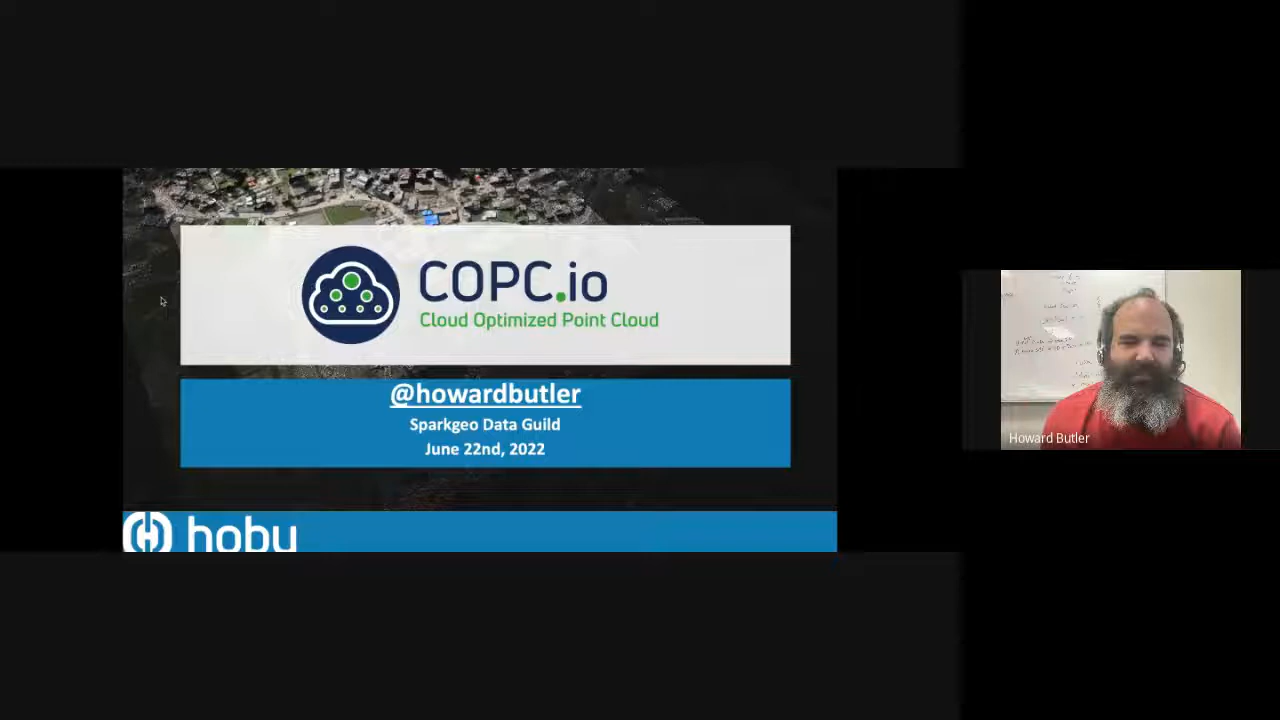 COPC.io
Cloud Optimized Point Cloud
@howardbutler
Sparkgeo Data Guild
June 22nd, 2022
hobu
Howard Butler